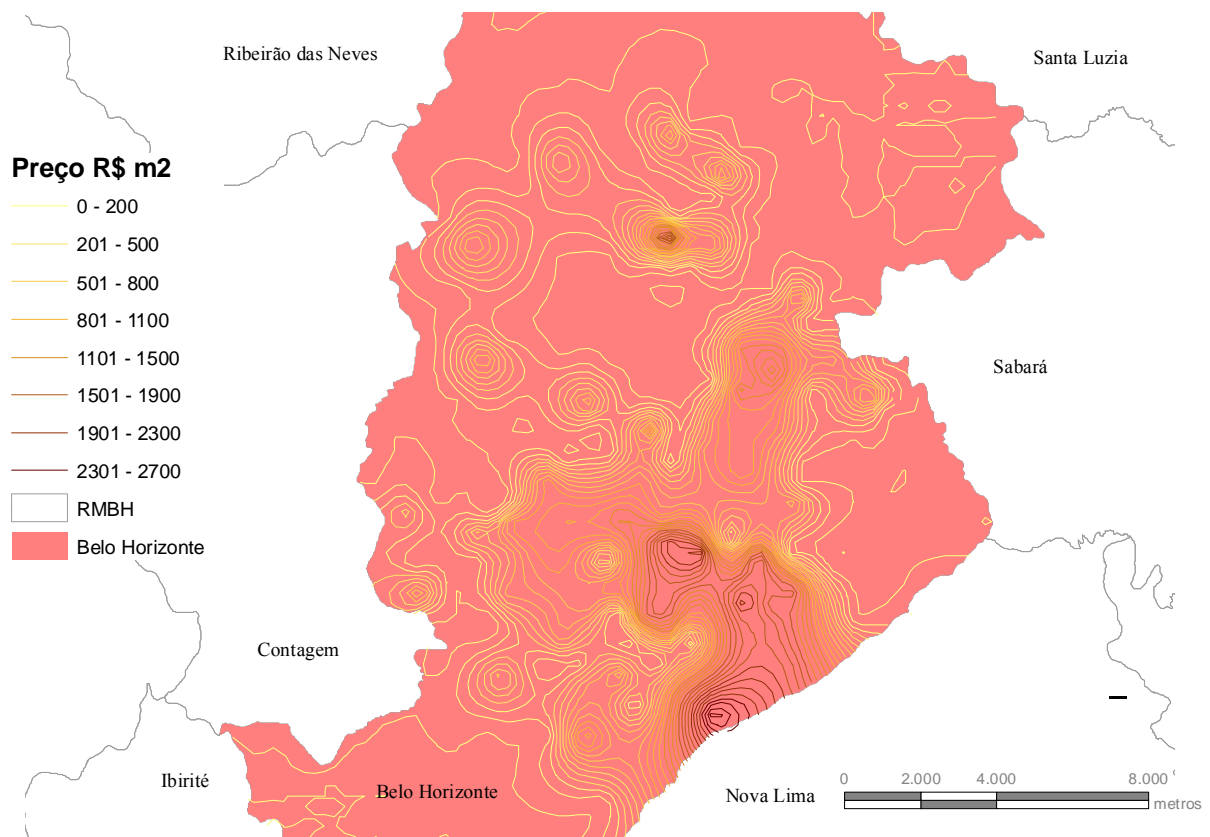 Ribeirão das Neves
Santa Luzia
Preço R$ m2
0 - 200
201 - 500
501 - 800
801 - 1100
1101 - 1500
1501 - 1900
1901 - 2300
2301 - 2700
RMBH
Belo Horizonte
Sabará
Contagem
Ibirité
Belo Horizonte
Nova Lima
0 2.000 4.000 8.000
metros